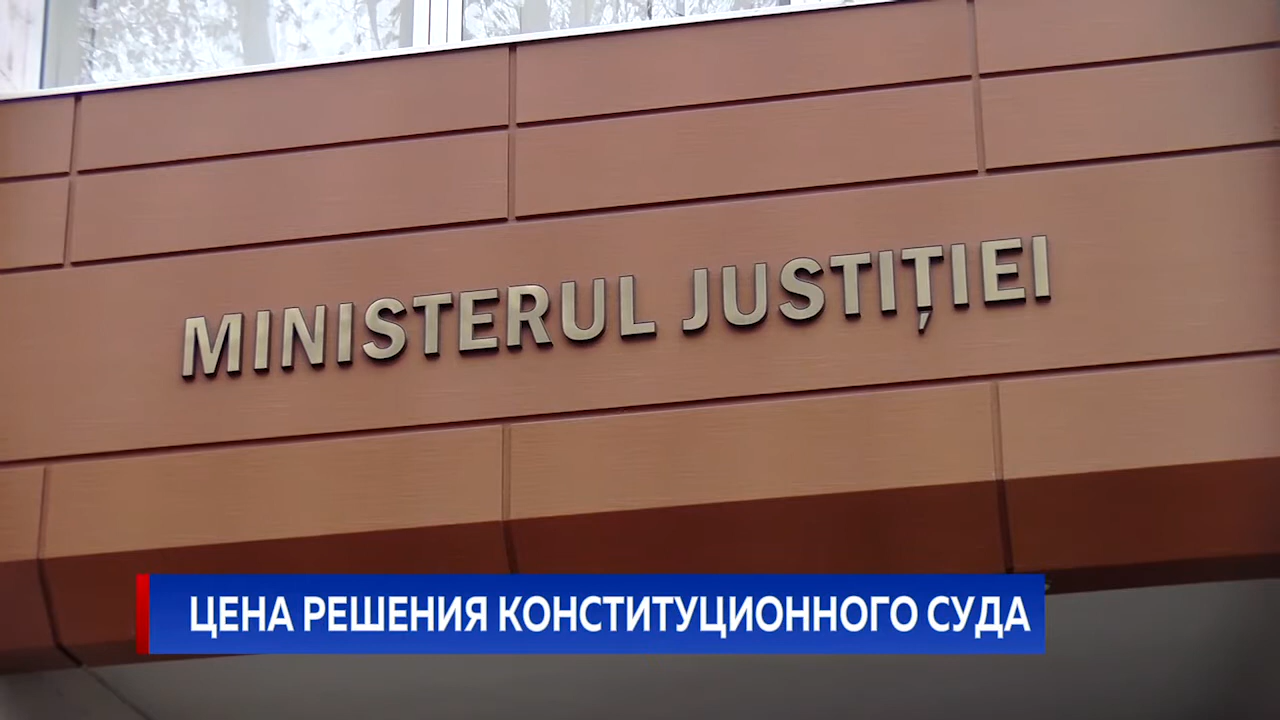 MINISTERUL JUSTIȚIEI
ЦЕНА РЕШЕНИЯ КОНСТИТУЦИОННОГО СУДА